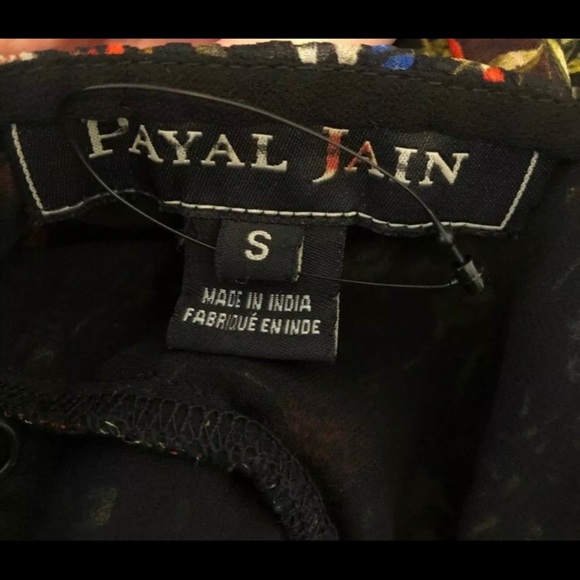 PAYAL JAIN
S
MADE IN INDIA
FABRIQUÉ EN INDE